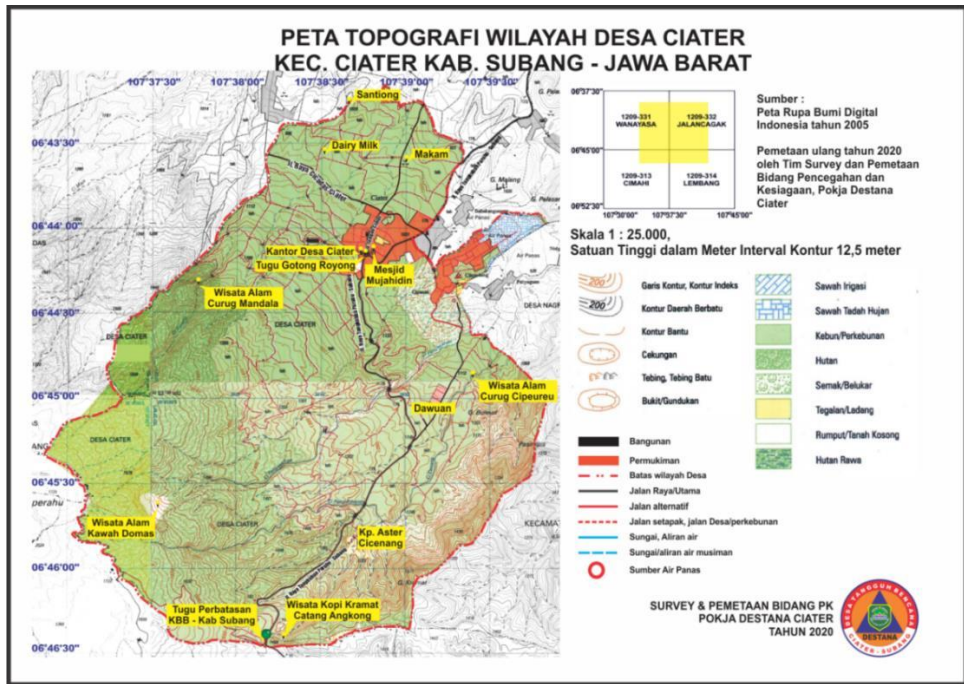 PETA TOPOGRAFI WILAYAH DESA CIATER
KEC. CIATER KAB. SUBANG - JAWA BARAT
107°37'30"
107°38'00"
107°38'30"
107°39'00"
107°39'30"
06°43'30"
06°44'00"
06°44'30"
06°45'00"
06°45'30"
06°46'00"
06°46'30"
Santiong
Dairy Milk
Makam
Kantor Desa Ciater
Tugu Gotong Royong
Mesjid
Mujahidin
Wisata Alam
Curug Mandala
DESA CIATER
DESA CIATER
Wisata Alam
Curug Cipeureu
Dawuan
DESA CIATER
DESA CIATER
Wisata Alam
Kawah Domas
Kp. Aster
Cicenang
Tugu Perbatasan
KBB - Kab Subang
Wisata Kopi Kramat
Catang Angkong
06°37'30"
06°45'00"
06°52'30"
1209-331
WANAYASA
1209-332
JALANCAGAK
1209-313
CIMAHI
1209-314
LEMBANG
107°30'00"
107°37'30"
107°45'00"
Sumber :
Peta Rupa Bumi Digital
Indonesia tahun 2005
Pemetaan ulang tahun 2020
oleh Tim Survey dan Pemetaan
Bidang Pencegahan dan
Kesiagaan, Pokja Destana
Ciater
Skala 1 : 25.000,
Satuan Tinggi dalam Meter Interval Kontur 12,5 meter
200
Garis Kontur, Kontur Indeks
200
Kontur Daerah Berbatu
Kontur Bantu
Cekungan
Tebing, Tebing Batu
Bukit/Gundukan
Sawah Irigasi
Sawah Tadah Hujan
Kebun/Perkebunan
Hutan
Semak/Belukar
Tegalan/Ladang
Rumput/Tanah Kosong
Hutan Rawa
Bangunan
Permukiman
Batas wilayah Desa
Jalan Raya/Utama
Jalan alternatif
Jalan setapak, jalan Desa/perkebunan
Sungai, Aliran air
Sungai/aliran air musiman
Sumber Air Panas
SURVEY & PEMETAAN BIDANG PK
POKJA DESTANA CIATER
TAHUN 2020
DESA TANGGUH BENCANA
DESTANA
CIATER - SUBANG